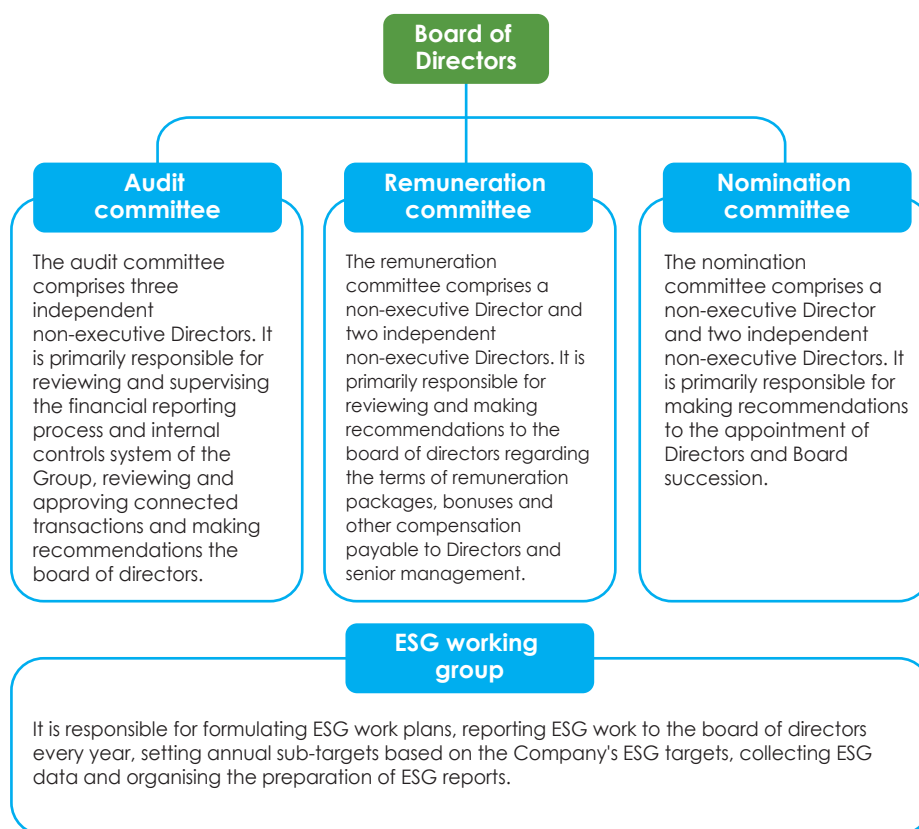 Board of
Directors
Audit
committee
The audit committee
comprises three
independent
non-executive Directors. It
is primarily responsible for
reviewing and supervising
the financial reporting
process and internal
controls system of the
Group, reviewing and
approving connected
transactions and making
recommendations the
board of directors.
Remuneration
committee
The remuneration
committee comprises a
non-executive Director and
two independent
non-executive Directors. It is
primarily responsible for
reviewing and making
recommendations to the
board of directors regarding
the terms of remuneration
packages, bonuses and
other compensation
payable to Directors and
senior management.
Nomination
committee
The nomination
committee comprises a
non-executive Director
and two independent
non-executive Directors. It
is primarily responsible for
making recommendations
to the appointment of
Directors and Board
succession.
ESG working
group
It is responsible for formulating ESG work plans, reporting ESG work to the board of directors
every year, setting annual sub-targets based on the Company's ESG targets, collecting ESG
data and organising the preparation of ESG reports.